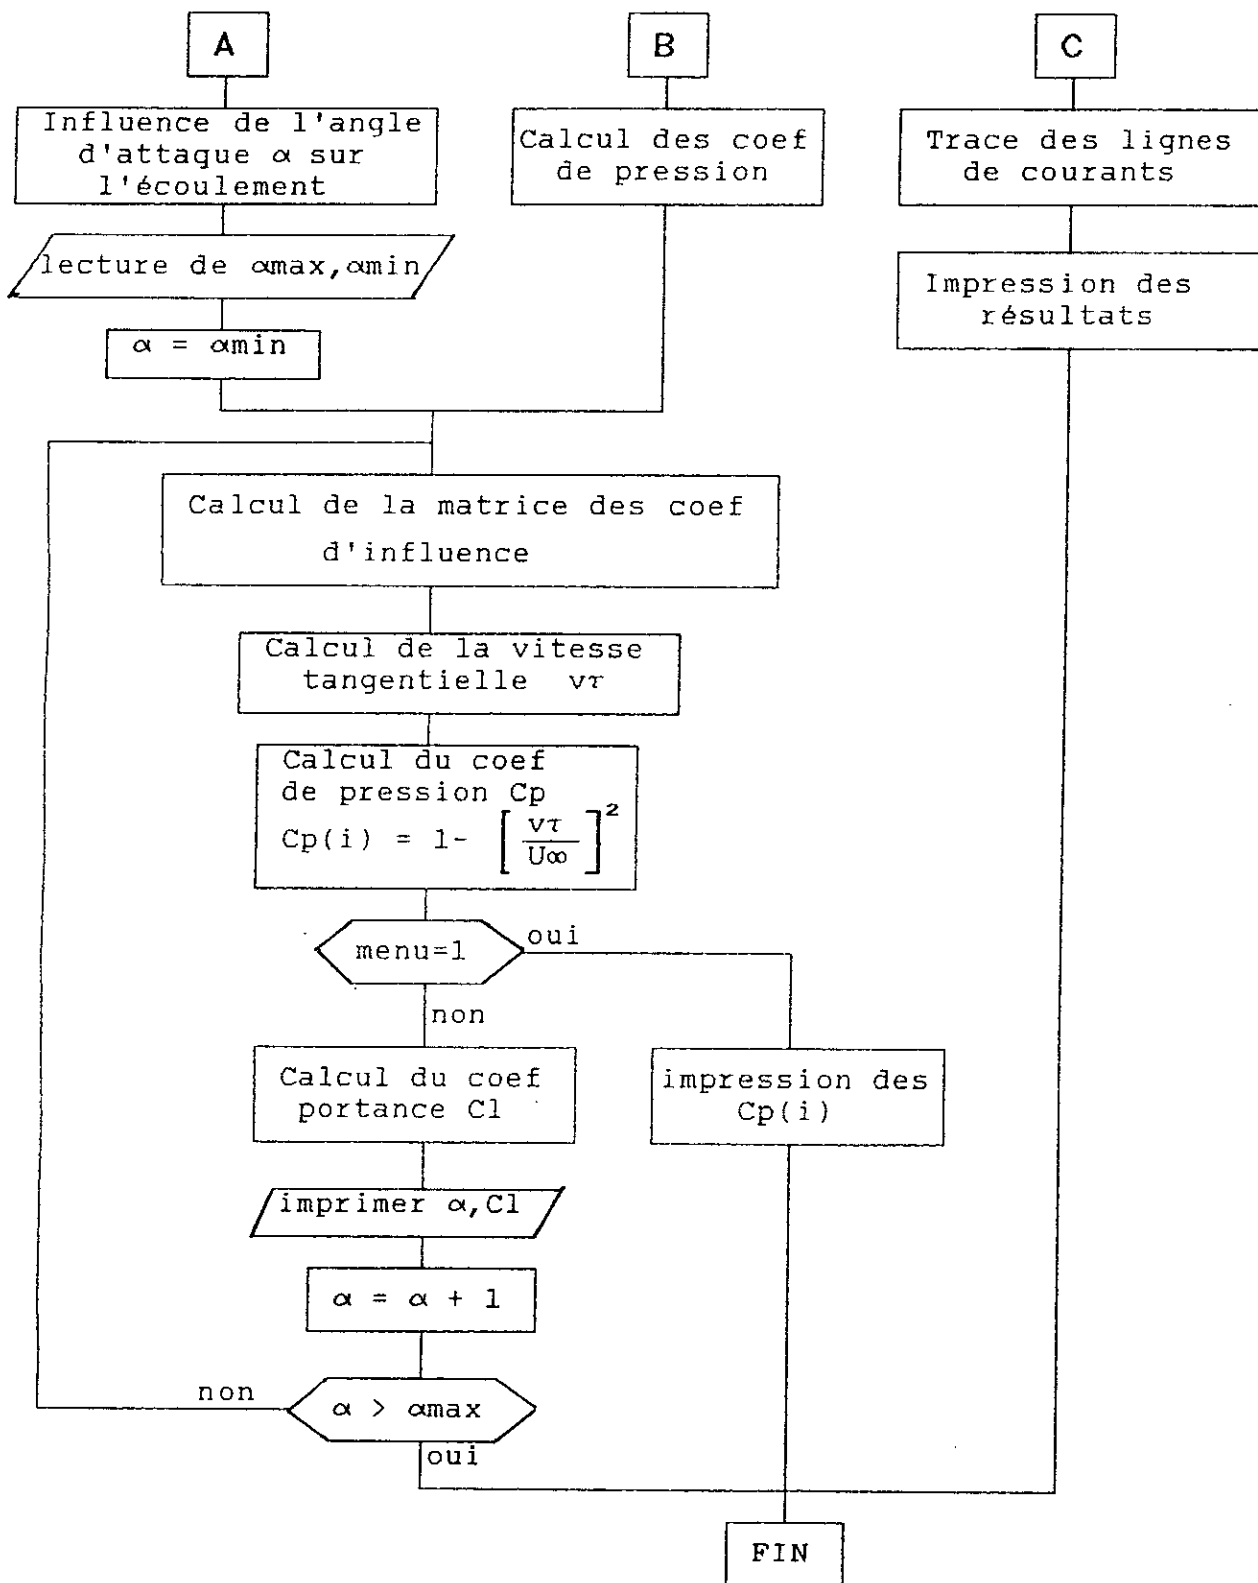 A
Influence de l'angle
d'attaque α sur
l'écoulement
lecture de αmax,αmin
α = αmin
B
Calcul des coef
de pression
C
Trace des lignes
de courants
Impression des
résultats
Calcul de la matrice des coef
d'influence
Calcul de la vitesse
tangentielle vτ
Calcul du coef
de pression Cp
Cp(i) = 1- [vτ/U∞]²
menu=1
oui
non
Calcul du coef
portance Cl
impression des
Cp(i)
imprimer α,Cl
α = α + 1
non
α > αmax
oui
FIN